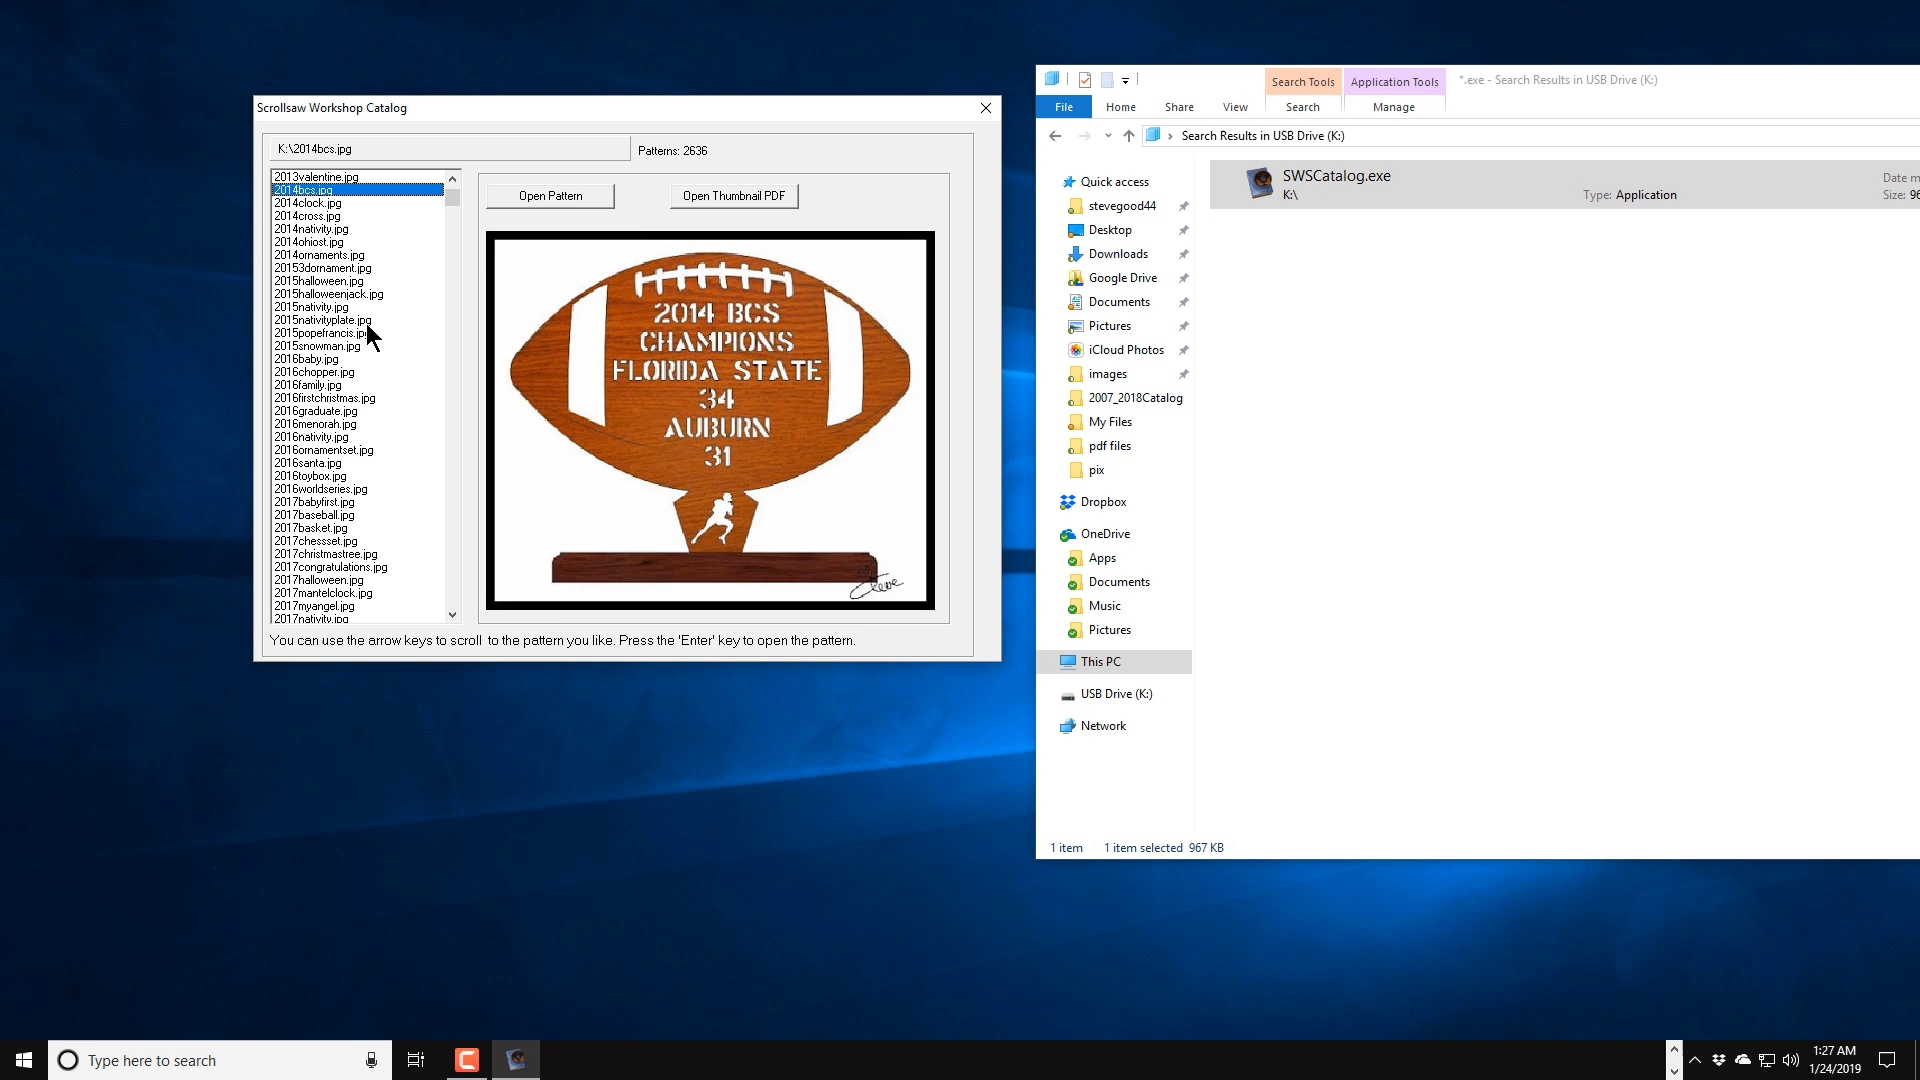 Scrollsaw Workshop Catalog
K:\2014bcs.jpg
Patterns: 2636
2013valentine.jpg
2014bcs.jpg
2014clock.jpg
2014cross.jpg
2014nativity.jpg
2014ohiost.jpg
2014ornaments.jpg
20153dornament.jpg
2015halloween.jpg
2015halloweenjack.jpg
2015nativity.jpg
2015nativityplate.jpg
2015popefrancis.jpg
2015snowman.jpg
2016baby.jpg
2016chopper.jpg
2016family.jpg
2016firstchristmas.jpg
2016graduate.jpg
2016menorah.jpg
2016nativity.jpg
2016ornamentset.jpg
2016santa.jpg
2016toybox.jpg
2016worldseries.jpg
2017babyfirst.jpg
2017baseball.jpg
2017basket.jpg
2017chessset.jpg
2017christmastree.jpg
2017congratulations.jpg
2017halloween.jpg
2017mantelclock.jpg
2017myangel.jpg
2017nativity.jpg
Open Pattern
Open Thumbnail PDF
2014 BCS
CHAMPIONS
FLORIDA STATE
34
AUBURN
31
Steve
You can use the arrow keys to scroll to the pattern you like. Press the 'Enter' key to open the pattern.
Search Tools
Application Tools
*.exe - Search Results in USB Drive (K:)
File
Home
Share
View
Search
Manage
Search Results in USB Drive (K:)
Quick access
stevegood44
Desktop
Downloads
Google Drive
Documents
Pictures
iCloud Photos
images
2007_2018Catalog
My Files
pdf files
pix
Dropbox
OneDrive
Apps
Documents
Music
Pictures
This PC
USB Drive (K:)
Network
SWSCatalog.exe
K:\
Type: Application
Date m
Size: 96
1 item
1 item selected 967 KB
Type here to search
1:27 AM
1/24/2019